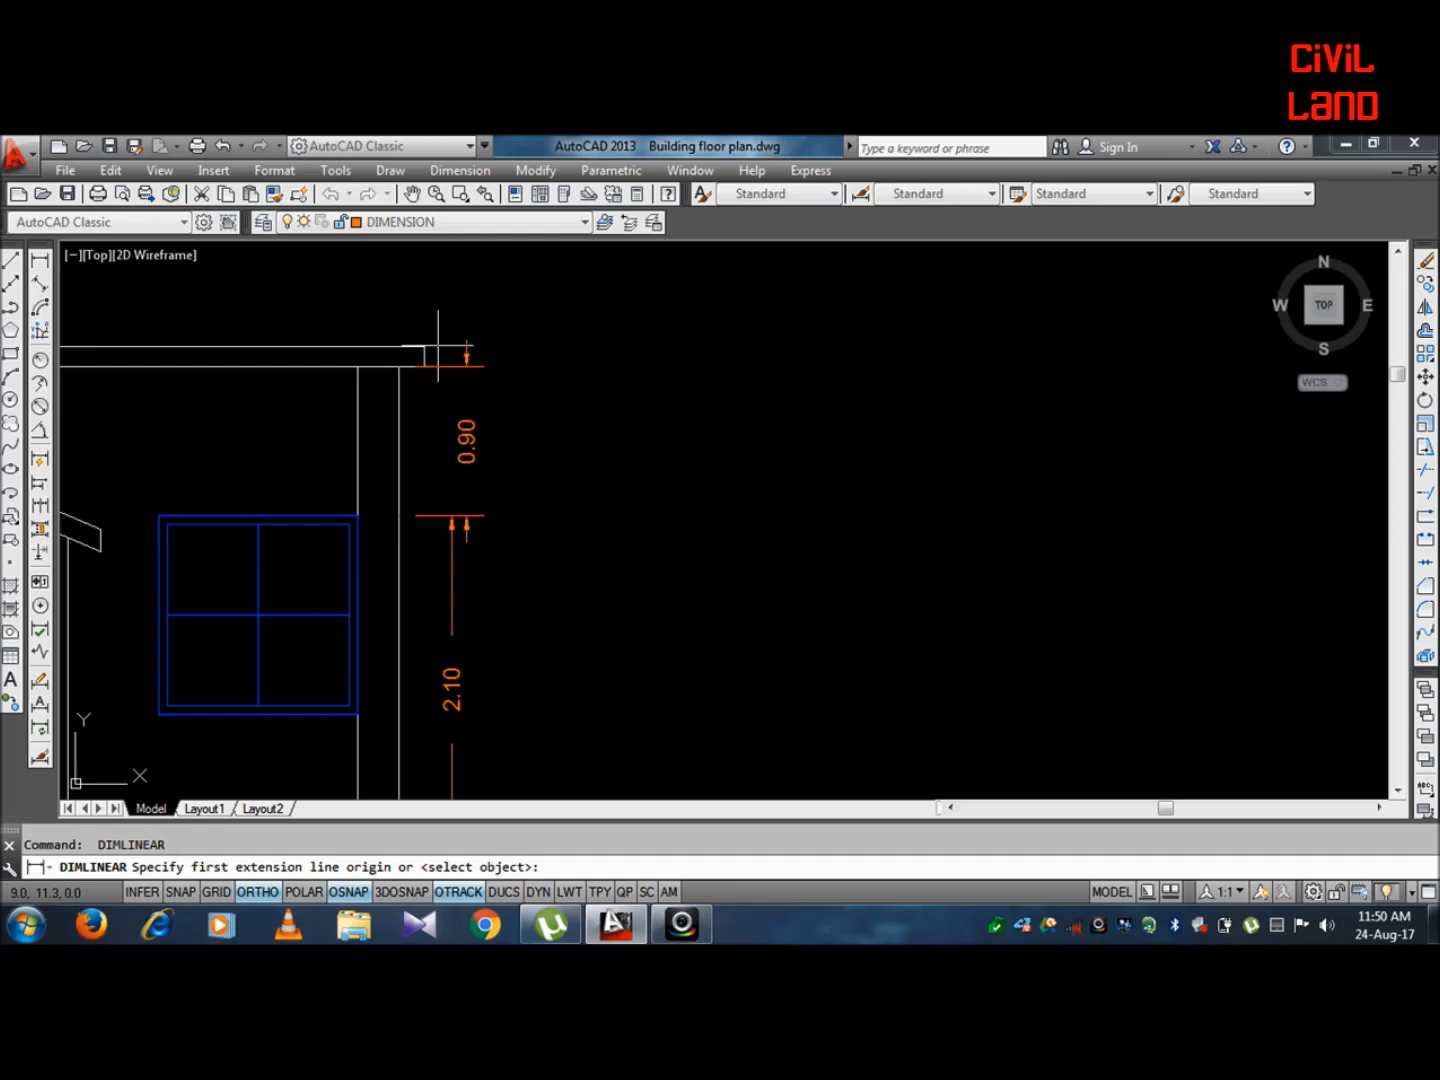 CiViL
LanD
AutoCAD Classic
AutoCAD 2013 Building floor plan.dwg
Type a keyword or phrase
Sign In
File Edit View Insert Format Tools Draw Dimension Modify Parametric Window Help Express
Standard Standard Standard Standard
AutoCAD Classic DIMENSION
[−][Top][2D Wireframe]
N
W TOP E
S
WCS
0.90
2.10
Y
X
Model Layout1 Layout2
Command: DIMLINEAR
DIMLINEAR Specify first extension line origin or <select object>:
9.0, 11.3, 0.0 INFER SNAP GRID ORTHO POLAR OSNAP 3DOSNAP OTRACK DUCS DYN LWT TPY QP SC AM MODEL 1:1
11:50 AM
24-Aug-17